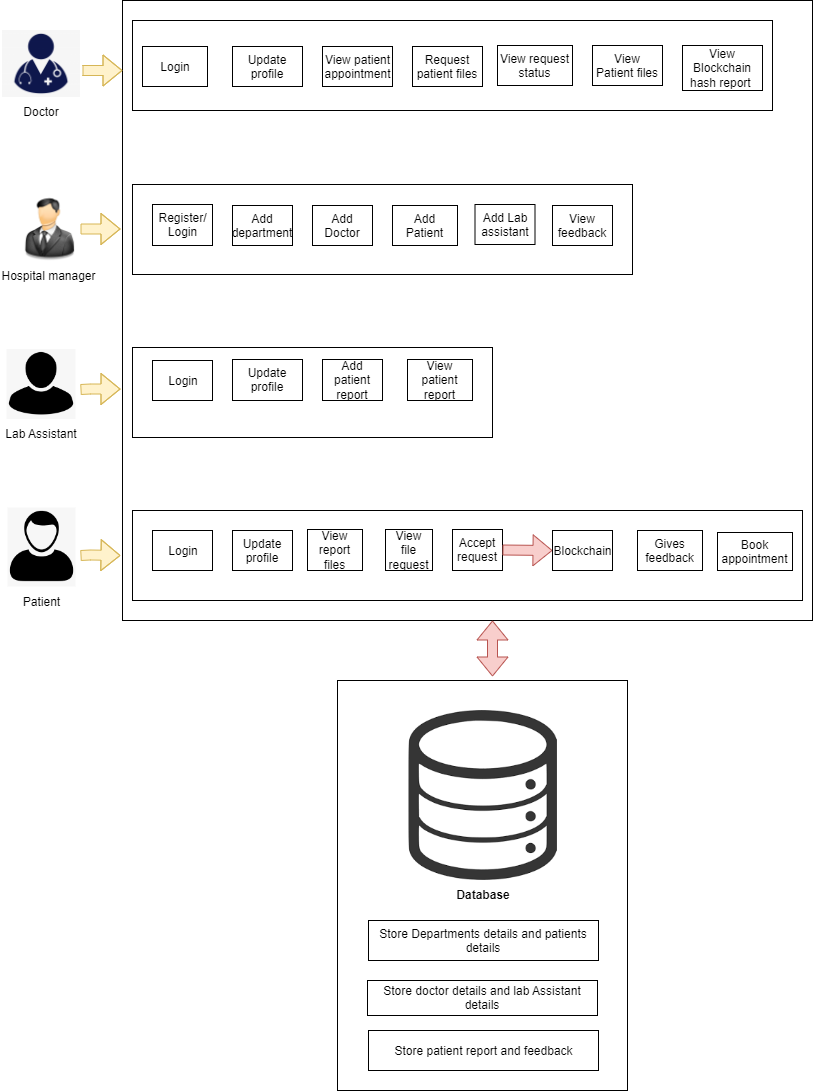 Login
Update
profile
View patient
appointment
Request
patient files
View request
status
View
Patient files
View
Blockchain
hash report
Doctor
Register/
Login
Add
department
Add
Doctor
Add
Patient
Add Lab
assistant
View
feedback
Hospital manager
Login
Update
profile
Add
patient
report
View
patient
report
Lab Assistant
Login
Update
profile
View
report
files
View
file
request
Accept
request
Blockchain
Gives
feedback
Book
appointment
Patient
Database
Store Departments details and patients
details
Store doctor details and lab Assistant
details
Store patient report and feedback